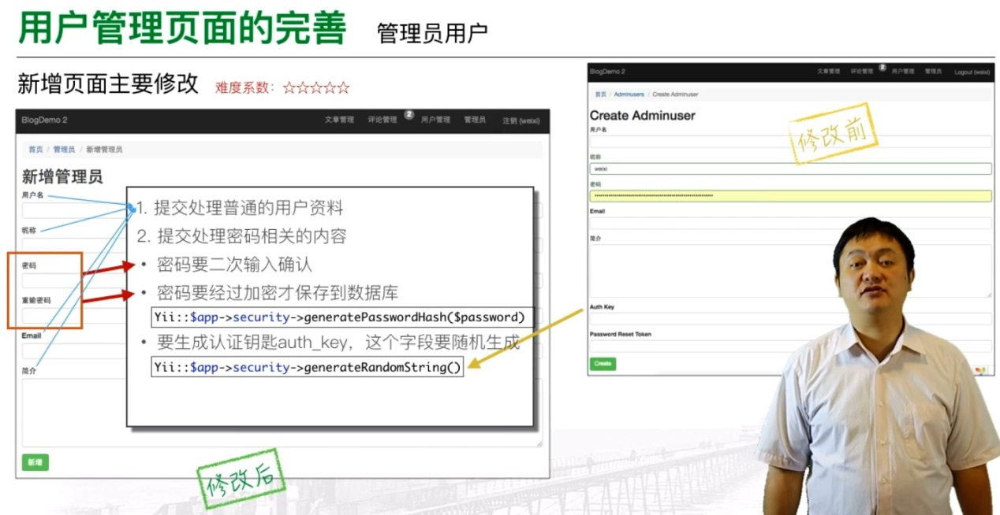 用户管理页面的完善 管理员用户
新增页面主要修改 难度系数：☆☆☆☆☆
BlogDemo 2 文章管理 评论管理 2 用户管理 管理员 注销 (weixi)
首页 / 管理员 / 新增管理员
新增管理员
用户名
昵称
密码
重输密码
Email
简介
新增
修改后
1. 提交处理普通的用户资料
2. 提交处理密码相关的内容
• 密码要二次输入确认
• 密码要经过加密才保存到数据库
Yii::$app->security->generatePasswordHash($password)
• 要生成认证钥匙auth_key，这个字段要随机生成
Yii::$app->security->generateRandomString()
BlogDemo 2 文章管理 评论管理 2 用户管理 管理员 Logout (weixi)
首页 / Adminusers / Create Adminuser
Create Adminuser
修改前
用户名
昵称
weixi
密码
Email
简介
Auth Key
Password Reset Token
Create